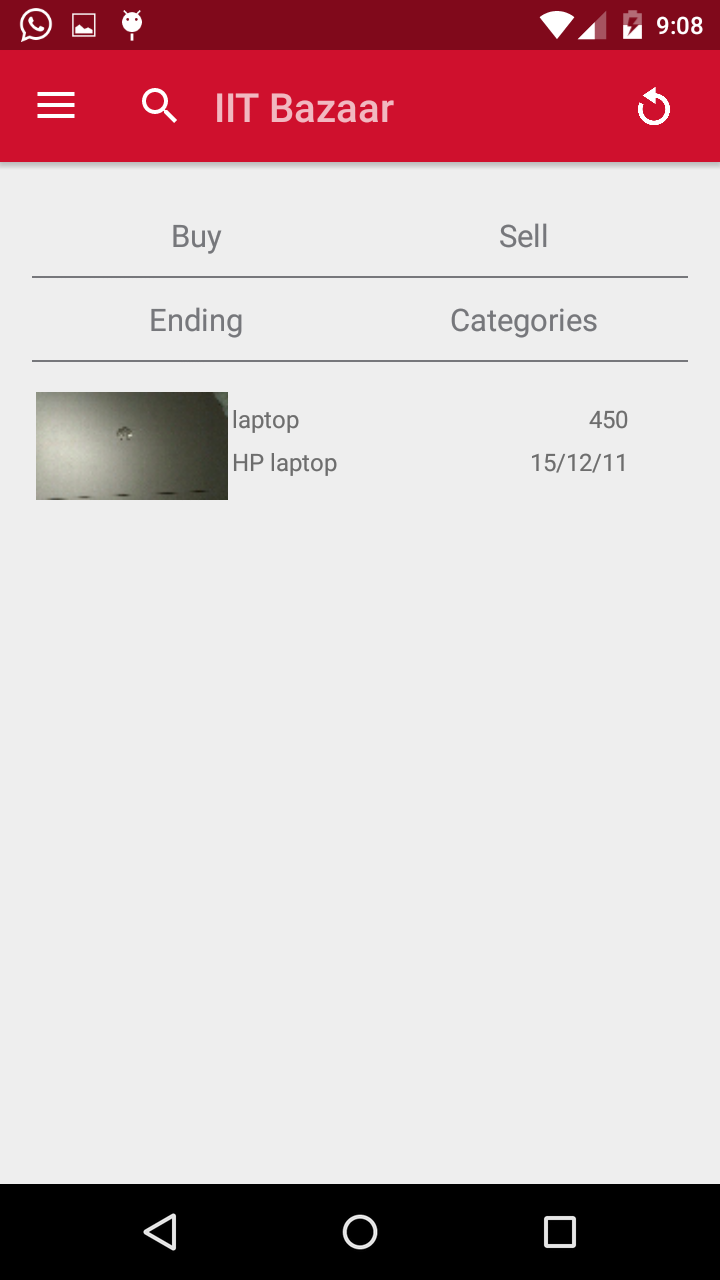 9:08
IIT Bazaar
Buy Sell
Ending Categories
laptop 450
HP laptop 15/12/11